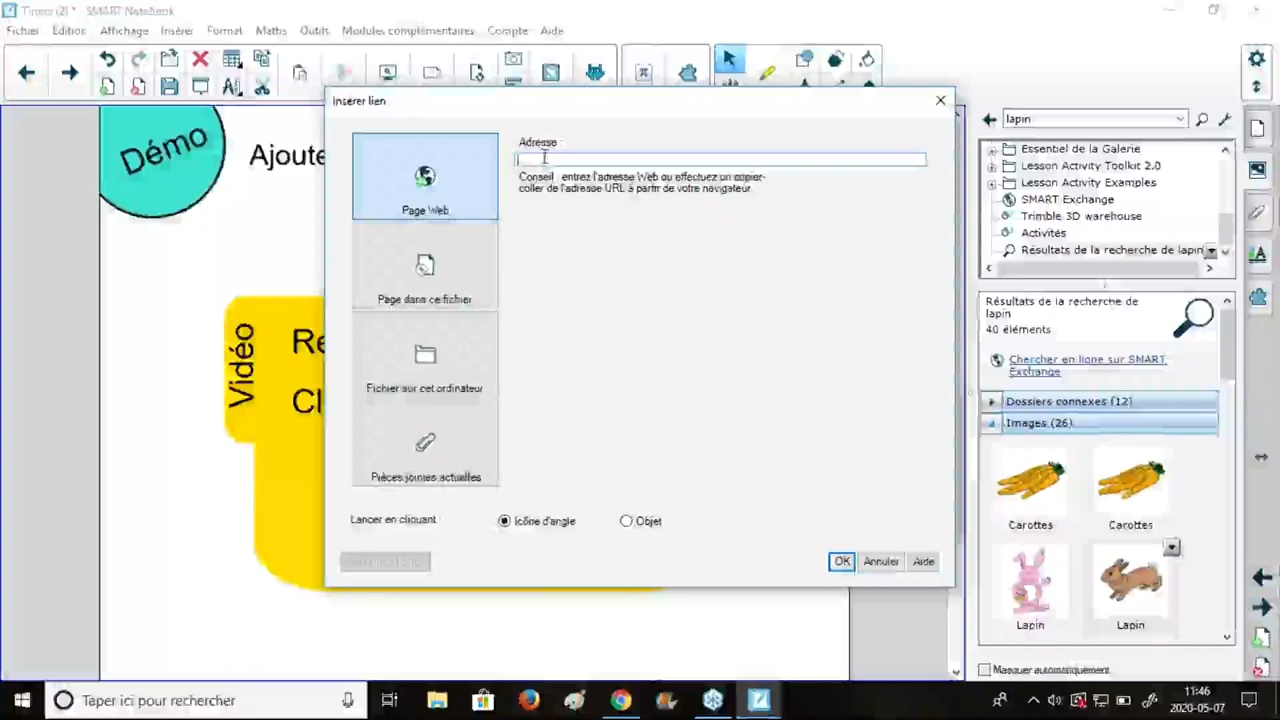 Tirage (2) * SMART Notebook
Fichier Édition Affichage Insérer Format Maths Outils Modules complémentaires Compte Aide
Insérer lien
lapin
Démo
Ajoute
Adresse :
Conseil : entrez l'adresse Web ou effectuez un copier-
coller de l'adresse URL à partir de votre navigateur.
Page Web
Page dans ce fichier
Fichier sur cet ordinateur
Pièces jointes actuelles
Lancer en cliquant
Icône d'angle
Objet
OK
Annuler
Aide
Vidéo
Re
Cl
Essentiel de la Galerie
Lesson Activity Toolkit 2.0
Lesson Activity Examples
SMART Exchange
Trimble 3D warehouse
Activités
Résultats de la recherche de lapin
Résultats de la recherche de
lapin
40 éléments
Chercher en ligne sur SMART
Exchange
Dossiers connexes (12)
Images (26)
Carottes
Carottes
Lapin
Lapin
Masquer automatiquement
Taper ici pour rechercher
11:46
2020-05-07